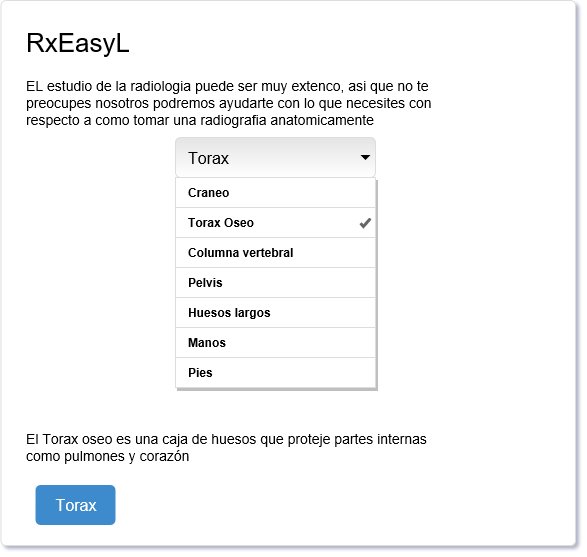 RxEasyL
EL estudio de la radiologia puede ser muy extenco, asi que no te
preocupes nosotros podremos ayudarte con lo que necesites con
respecto a como tomar una radiografia anatomicamente
Torax
Craneo
Torax Oseo
Columna vertebral
Pelvis
Huesos largos
Manos
Pies
El Torax oseo es una caja de huesos que proteje partes internas
como pulmones y corazón
Torax